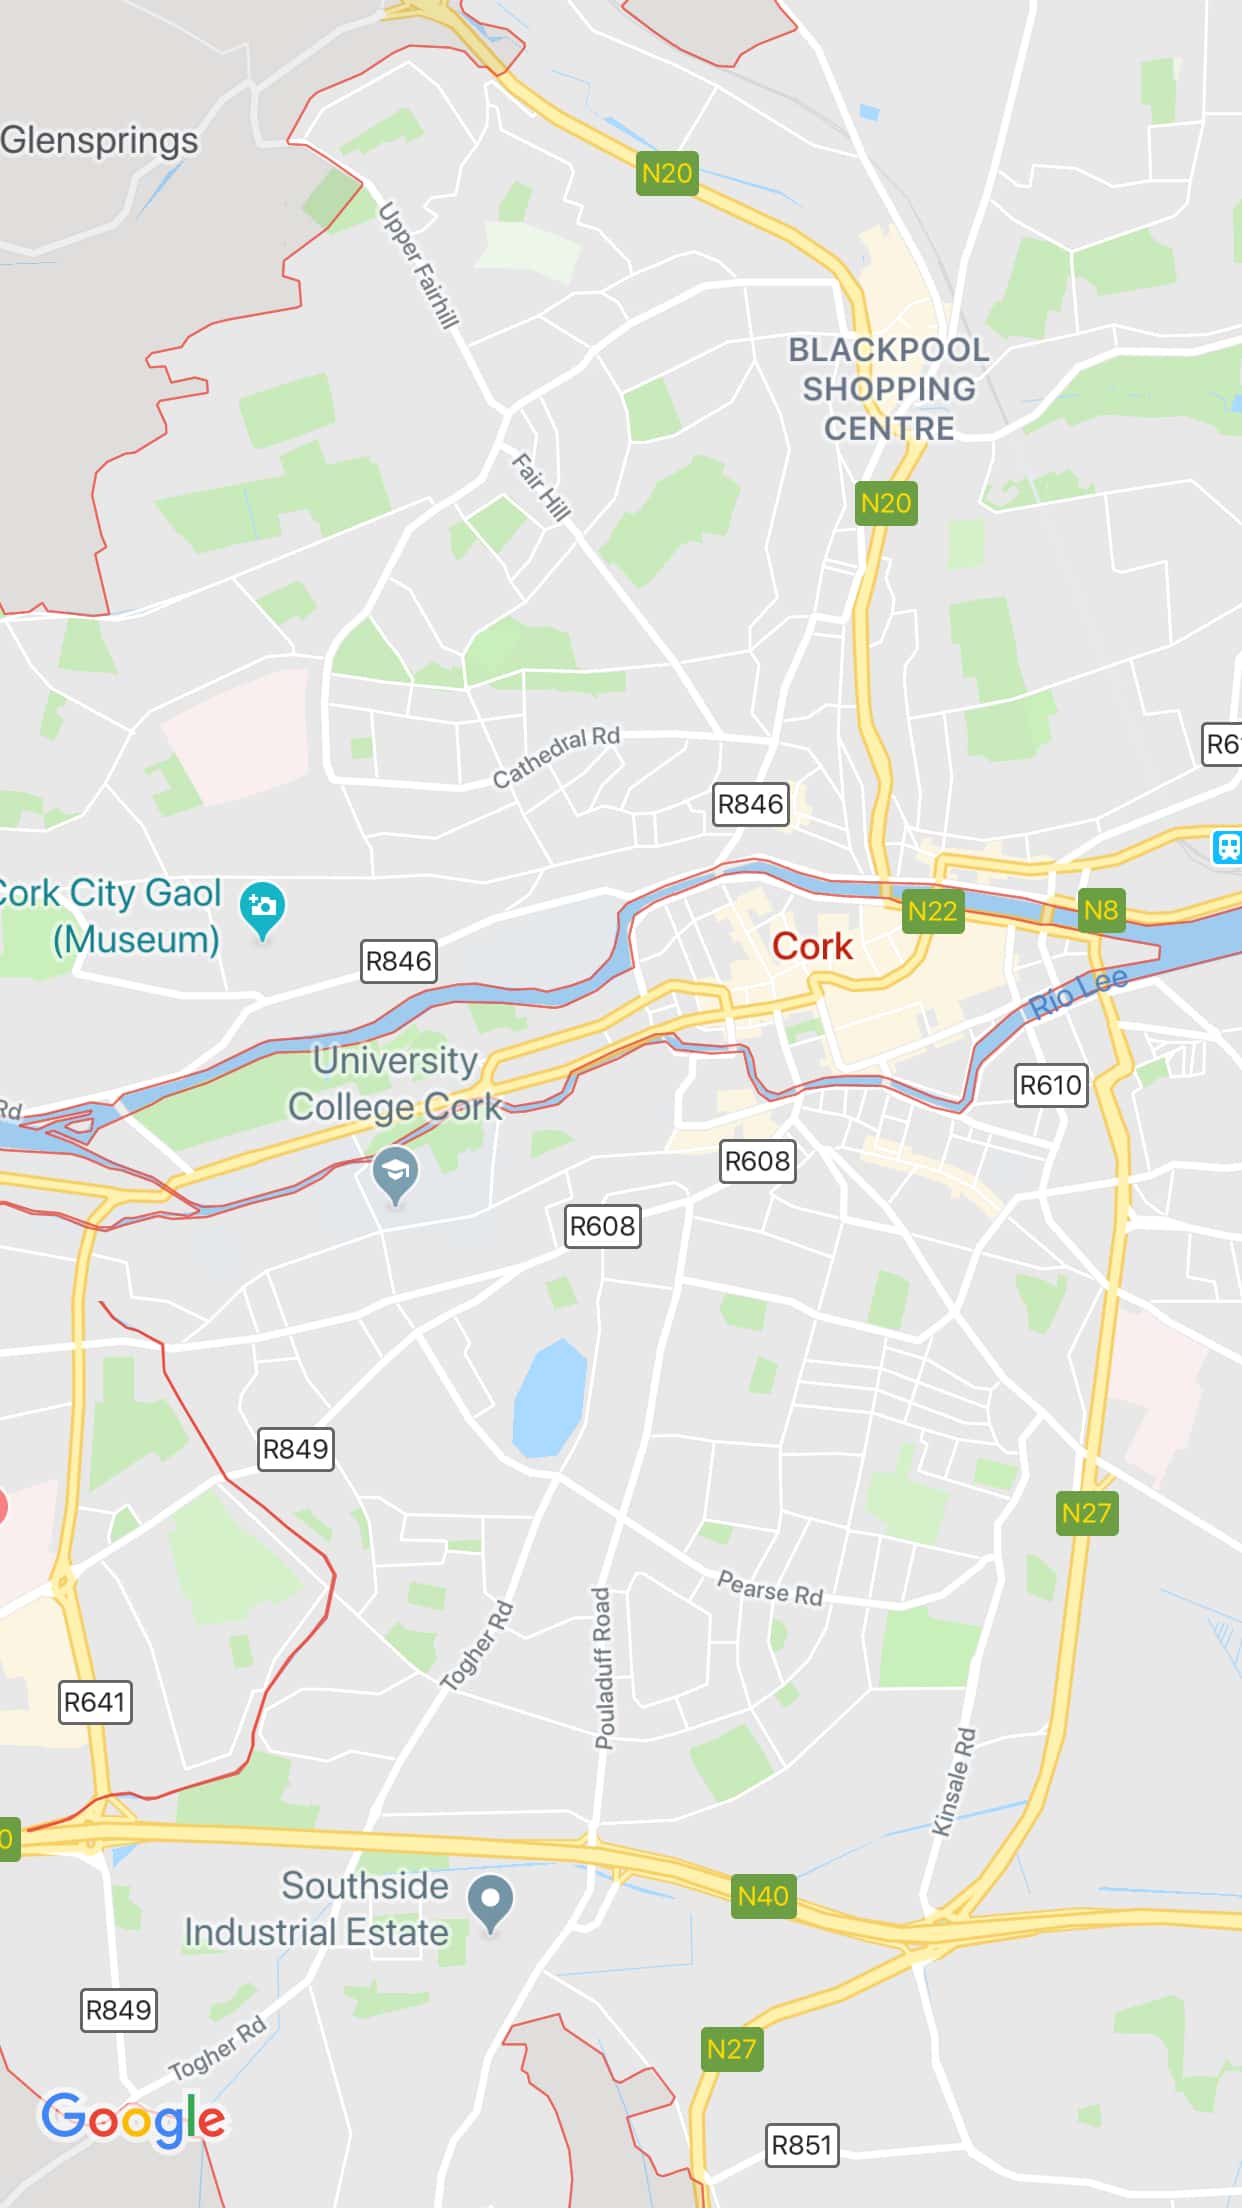 Glensprings
N20
Upper Fairhill
BLACKPOOL
SHOPPING
CENTRE
Fair Hill
N20
Cathedral Rd
R846
Cork City Gaol
(Museum)
R846
Cork
N22
N8
Río Lee
University
College Cork
Rd
R610
R608
R608
R849
N27
Pearse Rd
Togher Rd
Pouladuff Road
R641
Kinsale Rd
0
Southside
Industrial Estate
N40
R849
Togher Rd
N27
Google
R851